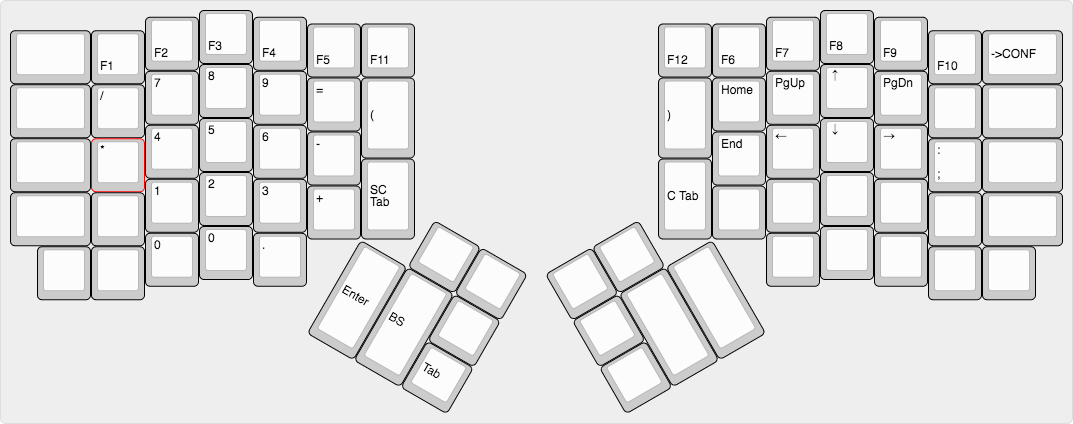 F1
F2
F3
F4
F5
F11
F12
F6
F7
F8
F9
F10
->CONF
/
7
8
9
=
(
)
Home
PgUp
↑
PgDn
*
4
5
6
-
End
←
↓
→
:
;
1
2
3
+
SC
Tab
C Tab
0
0
.
Enter
BS
Tab